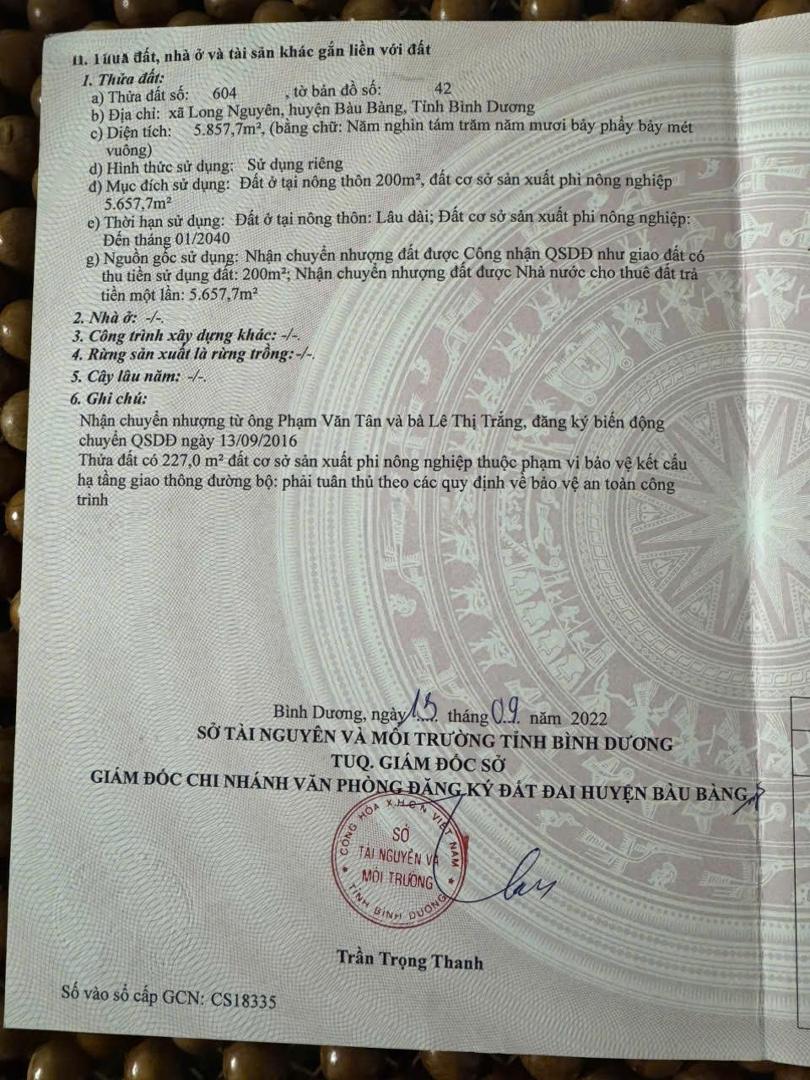 II. Thửa đất, nhà ở và tài sản khác gắn liền với đất
1. Thửa đất:
a) Thửa đất số: 604 , tờ bản đồ số: 42
b) Địa chỉ: xã Long Nguyên, huyện Bàu Bàng, Tỉnh Bình Dương
c) Diện tích: 5.857,7m², (bằng chữ: Năm nghìn tám trăm năm mươi bảy phẩy bảy mét
vuông)
d) Hình thức sử dụng: Sử dụng riêng
đ) Mục đích sử dụng: Đất ở tại nông thôn 200m², đất cơ sở sản xuất phi nông nghiệp
5.657,7m²
e) Thời hạn sử dụng: Đất ở tại nông thôn: Lâu dài; Đất cơ sở sản xuất phi nông nghiệp:
Đến tháng 01/2040
g) Nguồn gốc sử dụng: Nhận chuyển nhượng đất được Công nhận QSDĐ như giao đất có
thu tiền sử dụng đất: 200m²; Nhận chuyển nhượng đất được Nhà nước cho thuê đất trả
tiền một lần: 5.657,7m²
2. Nhà ở: -/-.
3. Công trình xây dựng khác: -/-.
4. Rừng sản xuất là rừng trồng: -/-.
5. Cây lâu năm: -/-.
6. Ghi chú:
Nhận chuyển nhượng từ ông Phạm Văn Tân và bà Lê Thị Trắng, đăng ký biến động
chuyển QSDĐ ngày 13/09/2016
Thửa đất có 227,0 m² đất cơ sở sản xuất phi nông nghiệp thuộc phạm vi bảo vệ kết cấu
hạ tầng giao thông đường bộ: phải tuân thủ theo các quy định về bảo vệ an toàn công
trình
Bình Dương, ngày 13 tháng 09 năm 2022
SỞ TÀI NGUYÊN VÀ MÔI TRƯỜNG TỈNH BÌNH DƯƠNG
TUQ. GIÁM ĐỐC SỞ
GIÁM ĐỐC CHI NHÁNH VĂN PHÒNG ĐĂNG KÝ ĐẤT ĐAI HUYỆN BÀU BÀNG
CỘNG HÒA X.H.C.N VIỆT NAM
SỞ
TÀI NGUYÊN VÀ
MÔI TRƯỜNG
TỈNH BÌNH DƯƠNG
Trần Trọng Thanh
Số vào sổ cấp GCN: CS18335